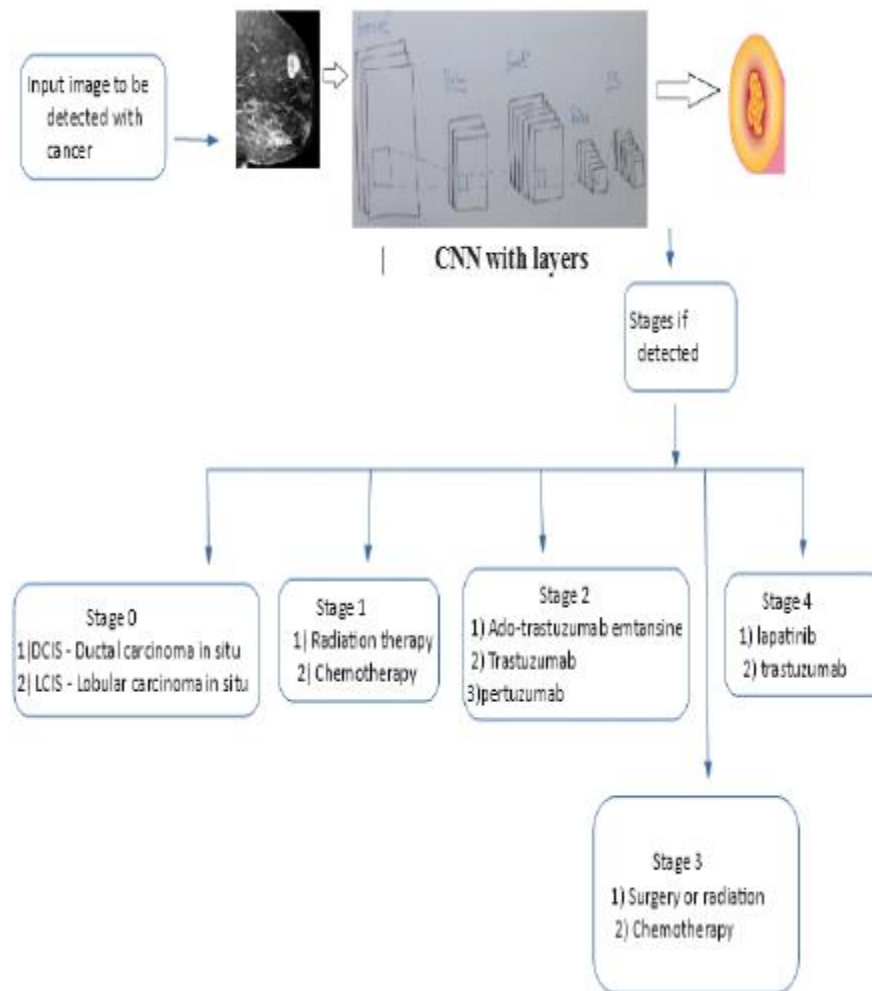 Input image to be
detected with
cancer
CNN with layers
Stages if
detected
Stage 0
1|DCIS - Ductal carcinoma in situ
2| LCIS - Lobular carcinoma in situ
Stage 1
1| Radiation therapy
2| Chemotherapy
Stage 2
1) Ado-trastuzumab emtansine
2) Trastuzumab
3)pertuzumab
Stage 4
1) lapatinib
2) trastuzumab
Stage 3
1) Surgery or radiation
2) Chemotherapy